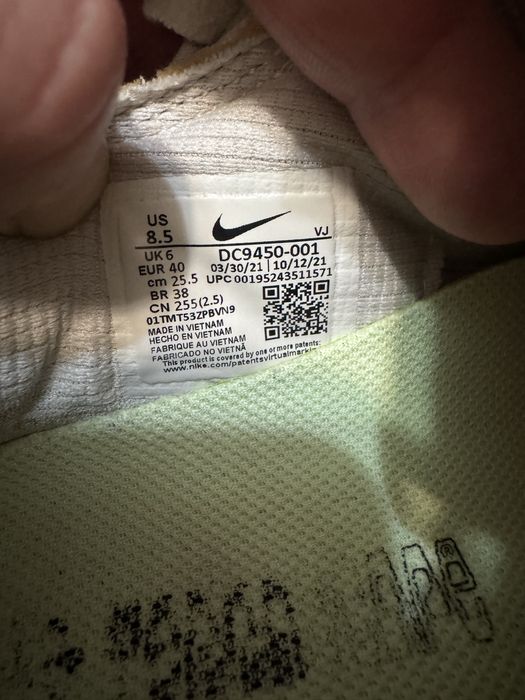 US
8.5
VJ
UK 6
DC9450-001
EUR 40
03/30/21 | 10/12/21
cm 25.5
UPC 00195243511571
BR 38
CN 255(2.5)
01TMT53ZPBVN9
MADE IN VIETNAM
HECHO EN VIETNAM
FABRIQUE AU VIETNAM
FABRICADO NO VIETNÃ
This product is covered by one or more patents:
www.nike.com/patentsvirtualmarki